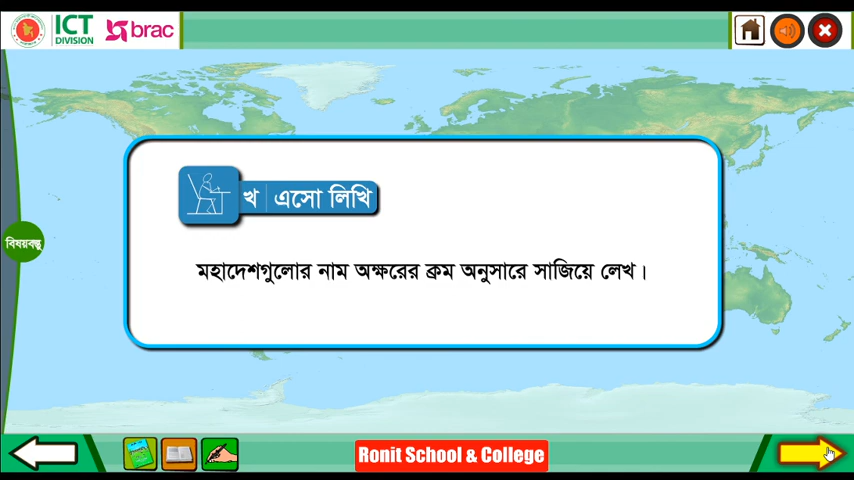 ICT
DIVISION
brac
খ এসো লিখি
বিষয়বস্তু
মহাদেশগুলোর নাম অক্ষরের ক্রম অনুসারে সাজিয়ে লেখ।
Ronit School & College